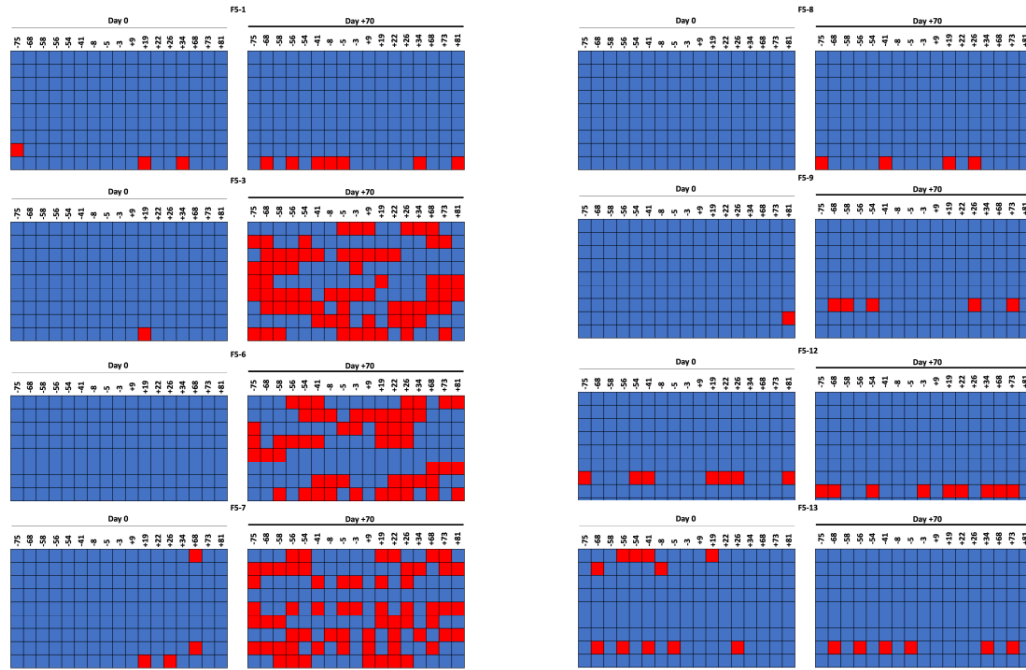 F5-1
Day 0
Day +70
-75 -68 -58 -56 -54 -41 -8 -5 -3 +9 +19 +22 +26 +34 +68 +73 +81
-75 -68 -58 -56 -54 -41 -8 -5 -3 +9 +19 +22 +26 +34 +68 +73 +81
F5-3
Day 0
Day +70
-75 -68 -58 -56 -54 -41 -8 -5 -3 +9 +19 +22 +26 +34 +68 +73 +81
-75 -68 -58 -56 -54 -41 -8 -5 -3 +9 +19 +22 +26 +34 +68 +73 +81
F5-6
Day 0
Day +70
-75 -68 -58 -56 -54 -41 -8 -5 -3 +9 +19 +22 +26 +34 +68 +73 +81
-75 -68 -58 -56 -54 -41 -8 -5 -3 +9 +19 +22 +26 +34 +68 +73 +81
F5-7
Day 0
Day +70
-75 -68 -58 -56 -54 -41 -8 -5 -3 +9 +19 +22 +26 +34 +68 +73 +81
-75 -68 -58 -56 -54 -41 -8 -5 -3 +9 +19 +22 +26 +34 +68 +73 +81
F5-8
Day 0
Day +70
-75 -68 -58 -56 -54 -41 -8 -5 -3 +9 +19 +22 +26 +34 +68 +73 +81
-75 -68 -58 -56 -54 -41 -8 -5 -3 +9 +19 +22 +26 +34 +68 +73 +81
F5-9
Day 0
Day +70
-75 -68 -58 -56 -54 -41 -8 -5 -3 +9 +19 +22 +26 +34 +68 +73 +81
-75 -68 -58 -56 -54 -41 -8 -5 -3 +9 +19 +22 +26 +34 +68 +73 +81
F5-12
Day 0
Day +70
-75 -68 -58 -56 -54 -41 -8 -5 -3 +9 +19 +22 +26 +34 +68 +73 +81
-75 -68 -58 -56 -54 -41 -8 -5 -3 +9 +19 +22 +26 +34 +68 +73 +81
F5-13
Day 0
Day +70
-75 -68 -58 -56 -54 -41 -8 -5 -3 +9 +19 +22 +26 +34 +68 +73 +81
-75 -68 -58 -56 -54 -41 -8 -5 -3 +9 +19 +22 +26 +34 +68 +73 +81